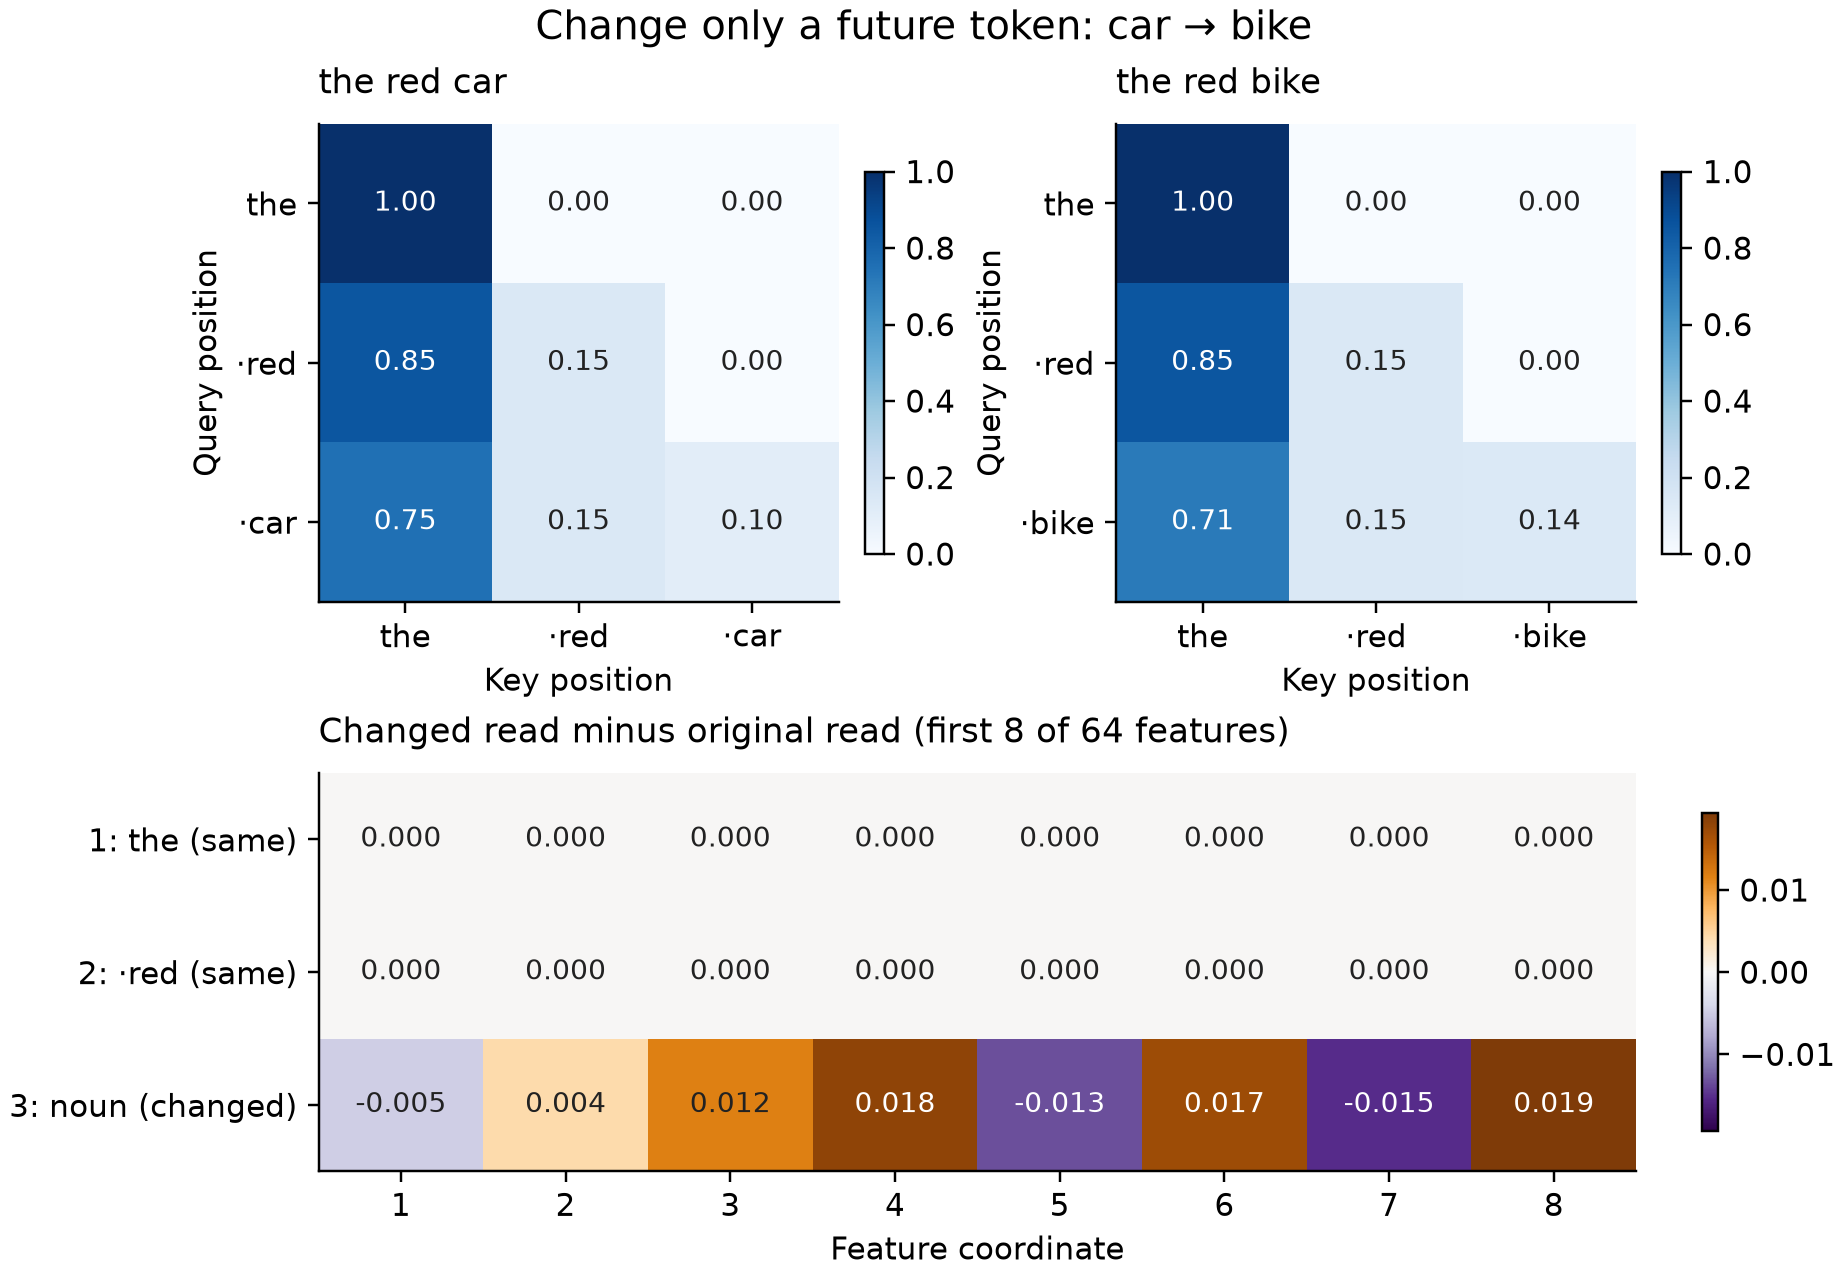 Change only a future token: car → bike
the red car
the red bike
Query position
the 1.00 0.00 0.00
·red 0.85 0.15 0.00
·car 0.75 0.15 0.10
the ·red ·car
Key position
1.0
0.8
0.6
0.4
0.2
0.0
Query position
the 1.00 0.00 0.00
·red 0.85 0.15 0.00
·bike 0.71 0.15 0.14
the ·red ·bike
Key position
1.0
0.8
0.6
0.4
0.2
0.0
Changed read minus original read (first 8 of 64 features)
1: the (same) 0.000 0.000 0.000 0.000 0.000 0.000 0.000 0.000
2: ·red (same) 0.000 0.000 0.000 0.000 0.000 0.000 0.000 0.000
3: noun (changed) -0.005 0.004 0.012 0.018 -0.013 0.017 -0.015 0.019
1 2 3 4 5 6 7 8
Feature coordinate
0.01
0.00
−0.01